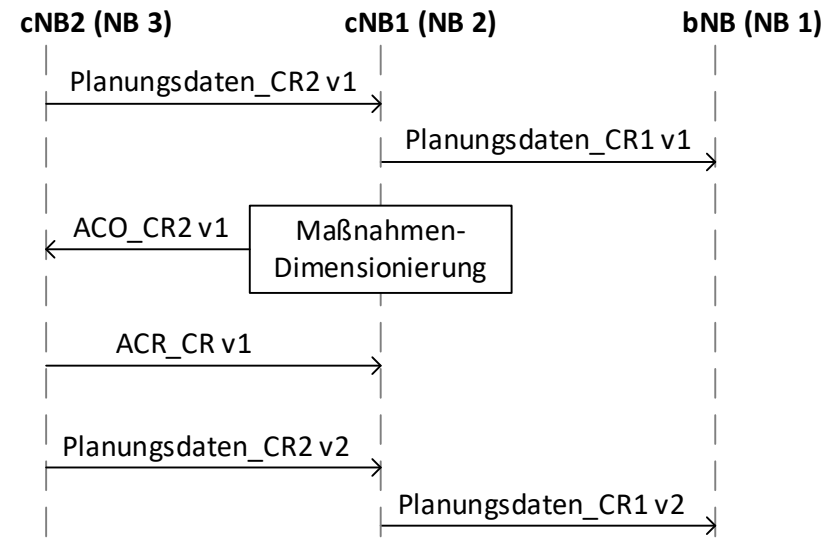 cNB2 (NB 3)
cNB1 (NB 2)
bNB (NB 1)
Planungsdaten_CR2 v1
Planungsdaten_CR1 v1
ACO_CR2 v1
Maßnahmen-
Dimensionierung
ACR_CR v1
Planungsdaten_CR2 v2
Planungsdaten_CR1 v2